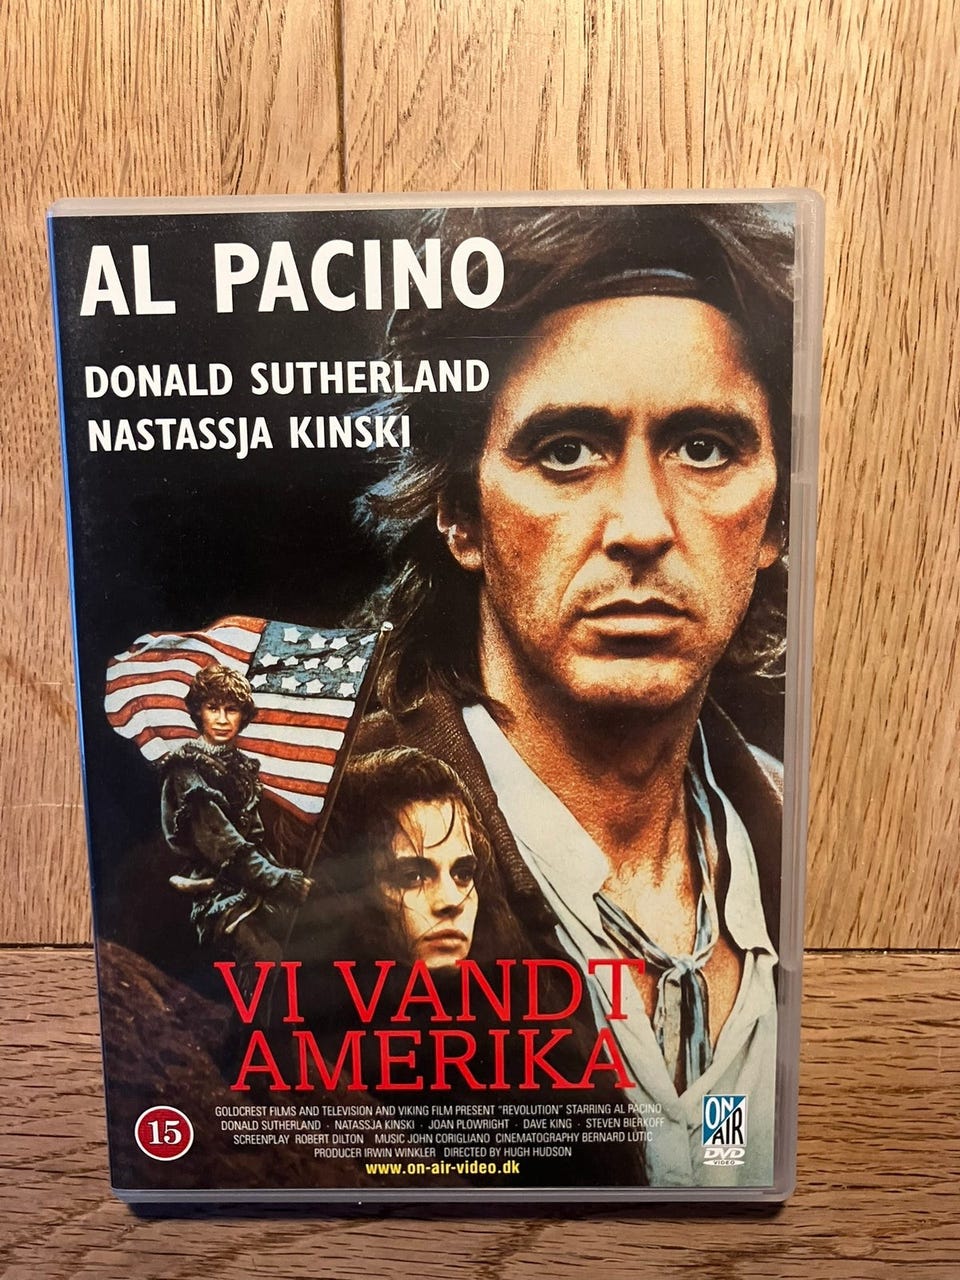 AL PACINO
DONALD SUTHERLAND
NASTASSJA KINSKI
VI VANDT
AMERIKA
GOLDCREST FILMS AND TELEVISION AND VIKING FILM PRESENT "REVOLUTION" STARRING AL PACINO
DONALD SUTHERLAND · NATASSJA KINSKI · JOAN PLOWRIGHT · DAVE KING · STEVEN BIERKOFF
SCREENPLAY ROBERT DILTON MUSIC JOHN CORIGLIANO CINEMATOGRAPHY BERNARD LUTIC
PRODUCER IRWIN WINKLER DIRECTED BY HUGH HUDSON
www.on-air-video.dk
15
ON
AIR
DVD
VIDEO